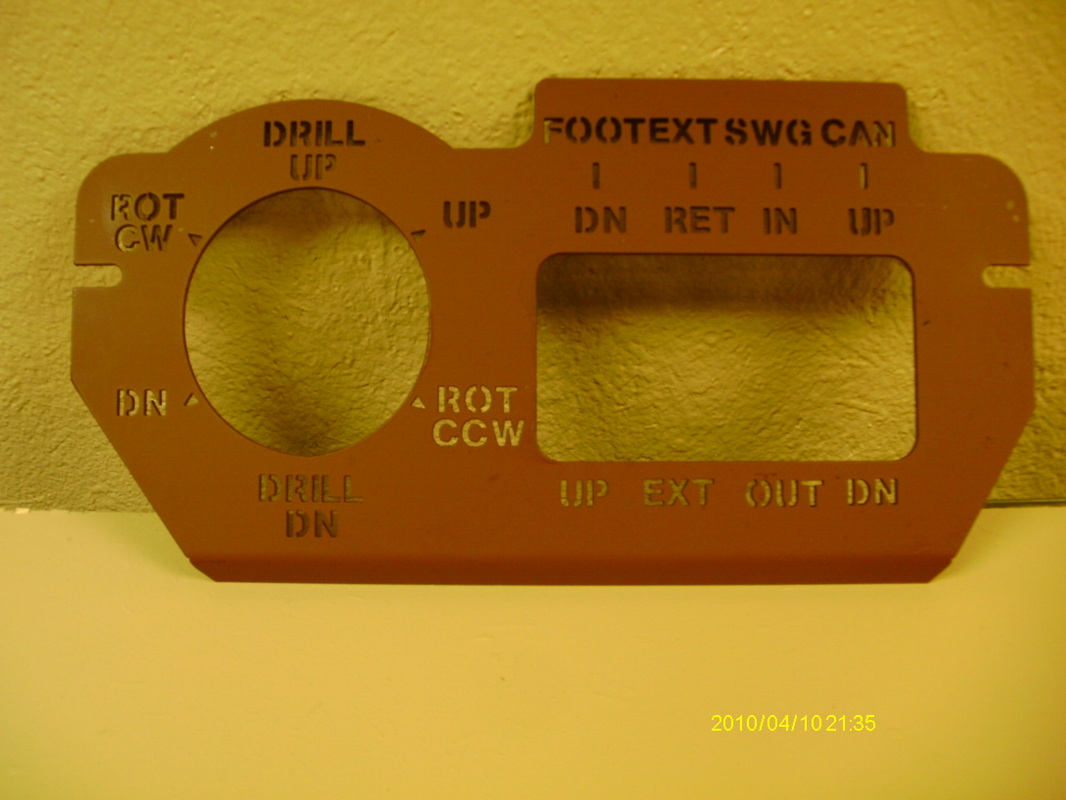 DRILL
UP
ROT
CW
UP
DN
ROT
CCW
DRILL
DN
FOOT EXT SWG CAN
I I I I
DN RET IN UP
UP EXT OUT DN
2010/04/10 21:35